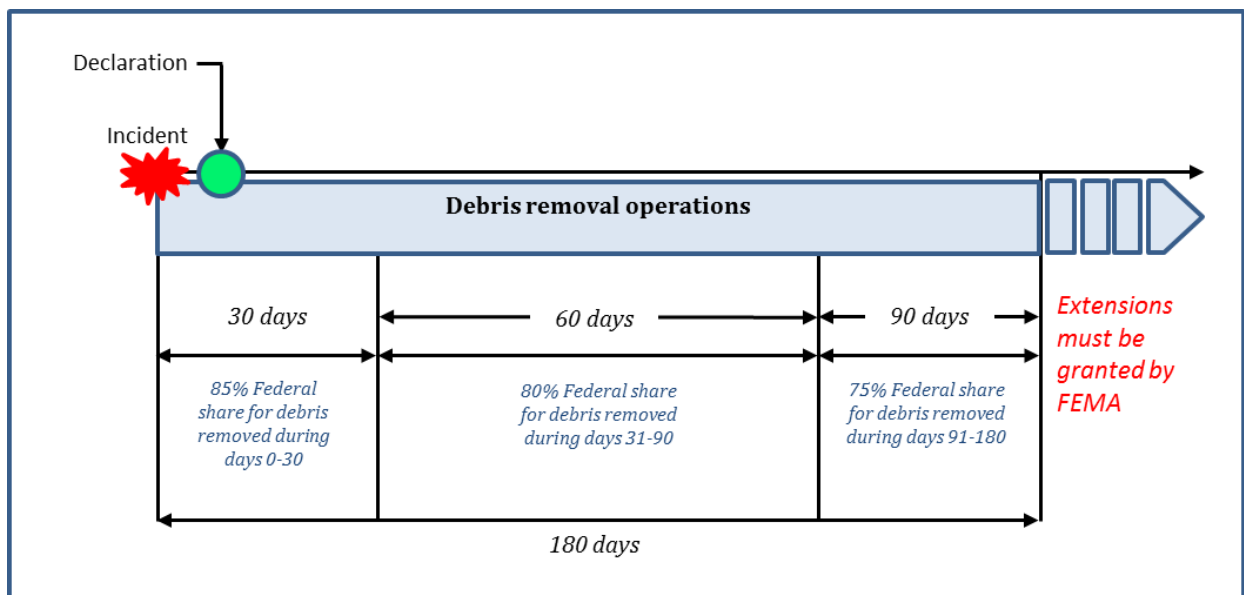 Declaration
Incident
Debris removal operations
30 days
60 days
90 days
85% Federal
share for debris
removed during
days 0-30
80% Federal share
for debris removed
during days 31-90
75% Federal share
for debris removed
during days 91-180
Extensions
must be
granted by
FEMA
180 days